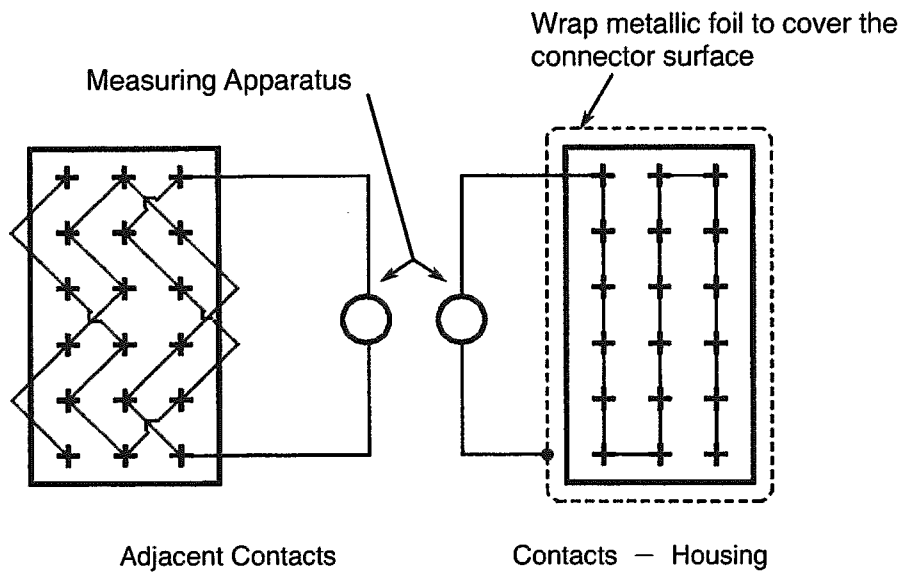 Wrap metallic foil to cover the
connector surface
Measuring Apparatus
Adjacent Contacts
Contacts – Housing